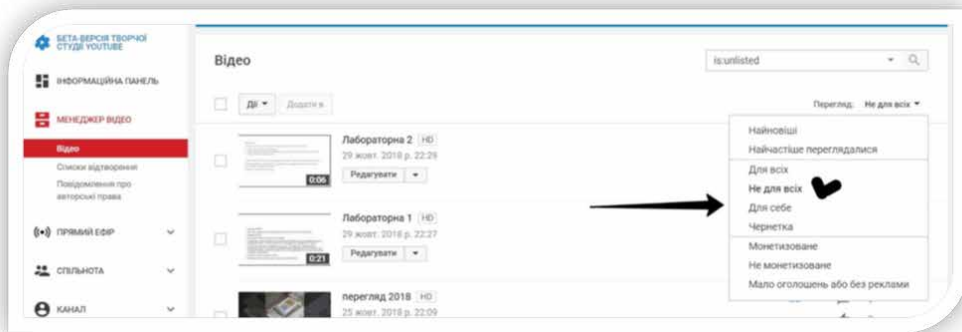 БЕТА-ВЕРСІЯ ТВОРЧОЇ
СТУДІЇ YOUTUBE
ІНФОРМАЦІЙНА ПАНЕЛЬ
МЕНЕДЖЕР ВІДЕО
Відео
Списки відтворення
Повідомлення про
авторські права
ПРЯМИЙ ЕФІР
СПІЛЬНОТА
КАНАЛ
Відео
is:unlisted
Дії
Додати в
Перегляд: Не для всіх
Лабораторна 2 HD
29 жовт. 2018 р. 22:29
Редагувати
0:06
Лабораторна 1 HD
29 жовт. 2018 р. 22:27
Редагувати
0:21
перегляд 2018 HD
25 жовт. 2018 р. 22:09
Найновіші
Найчастіше переглядалися
Для всіх
Не для всіх
Для себе
Чернетка
Монетизоване
Не монетизоване
Мало оголошень або без реклами